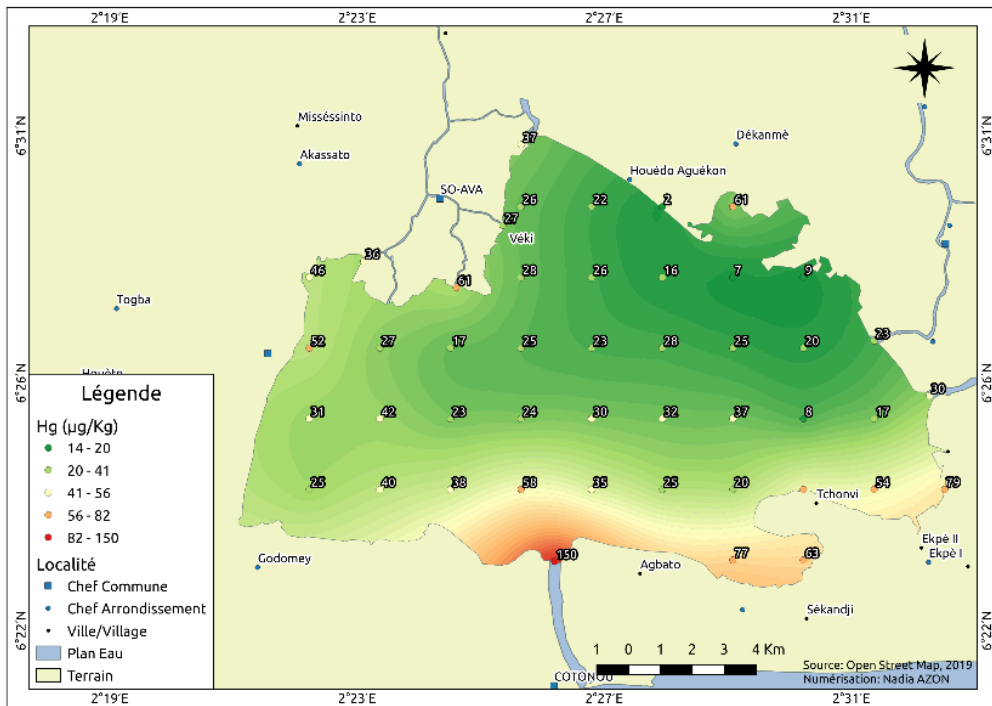 2°19′E 2°23′E 2°27′E 2°31′E
6°31′N 6°31′N
Misséssinto
Dékanmè
37
Akassato
Houédo Aguékon
SO-AVA
26 22 2 61
27
Véki
36
46 61 28 26 16 7 9
Togba
52 27 17 25 23 28 25 20 23
6°26′N 6°26′N
30
31 42 23 24 30 32 37 8 17
25 40 38 58 35 25 20 54 79
Tchonvi
Ekpè II
Ekpè I
Godomey
150
Agbato
77 63
Sékandji
6°22′N 6°22′N
COTONOU
Légende
Hg (µg/Kg)
14 - 20
20 - 41
41 - 56
56 - 82
82 - 150
Localité
Chef Commune
Chef Arrondissement
Ville/Village
Plan Eau
Terrain
1 0 1 2 3 4 Km
Source: Open Street Map, 2019
Numérisation: Nadia AZON
2°19′E 2°23′E 2°27′E 2°31′E